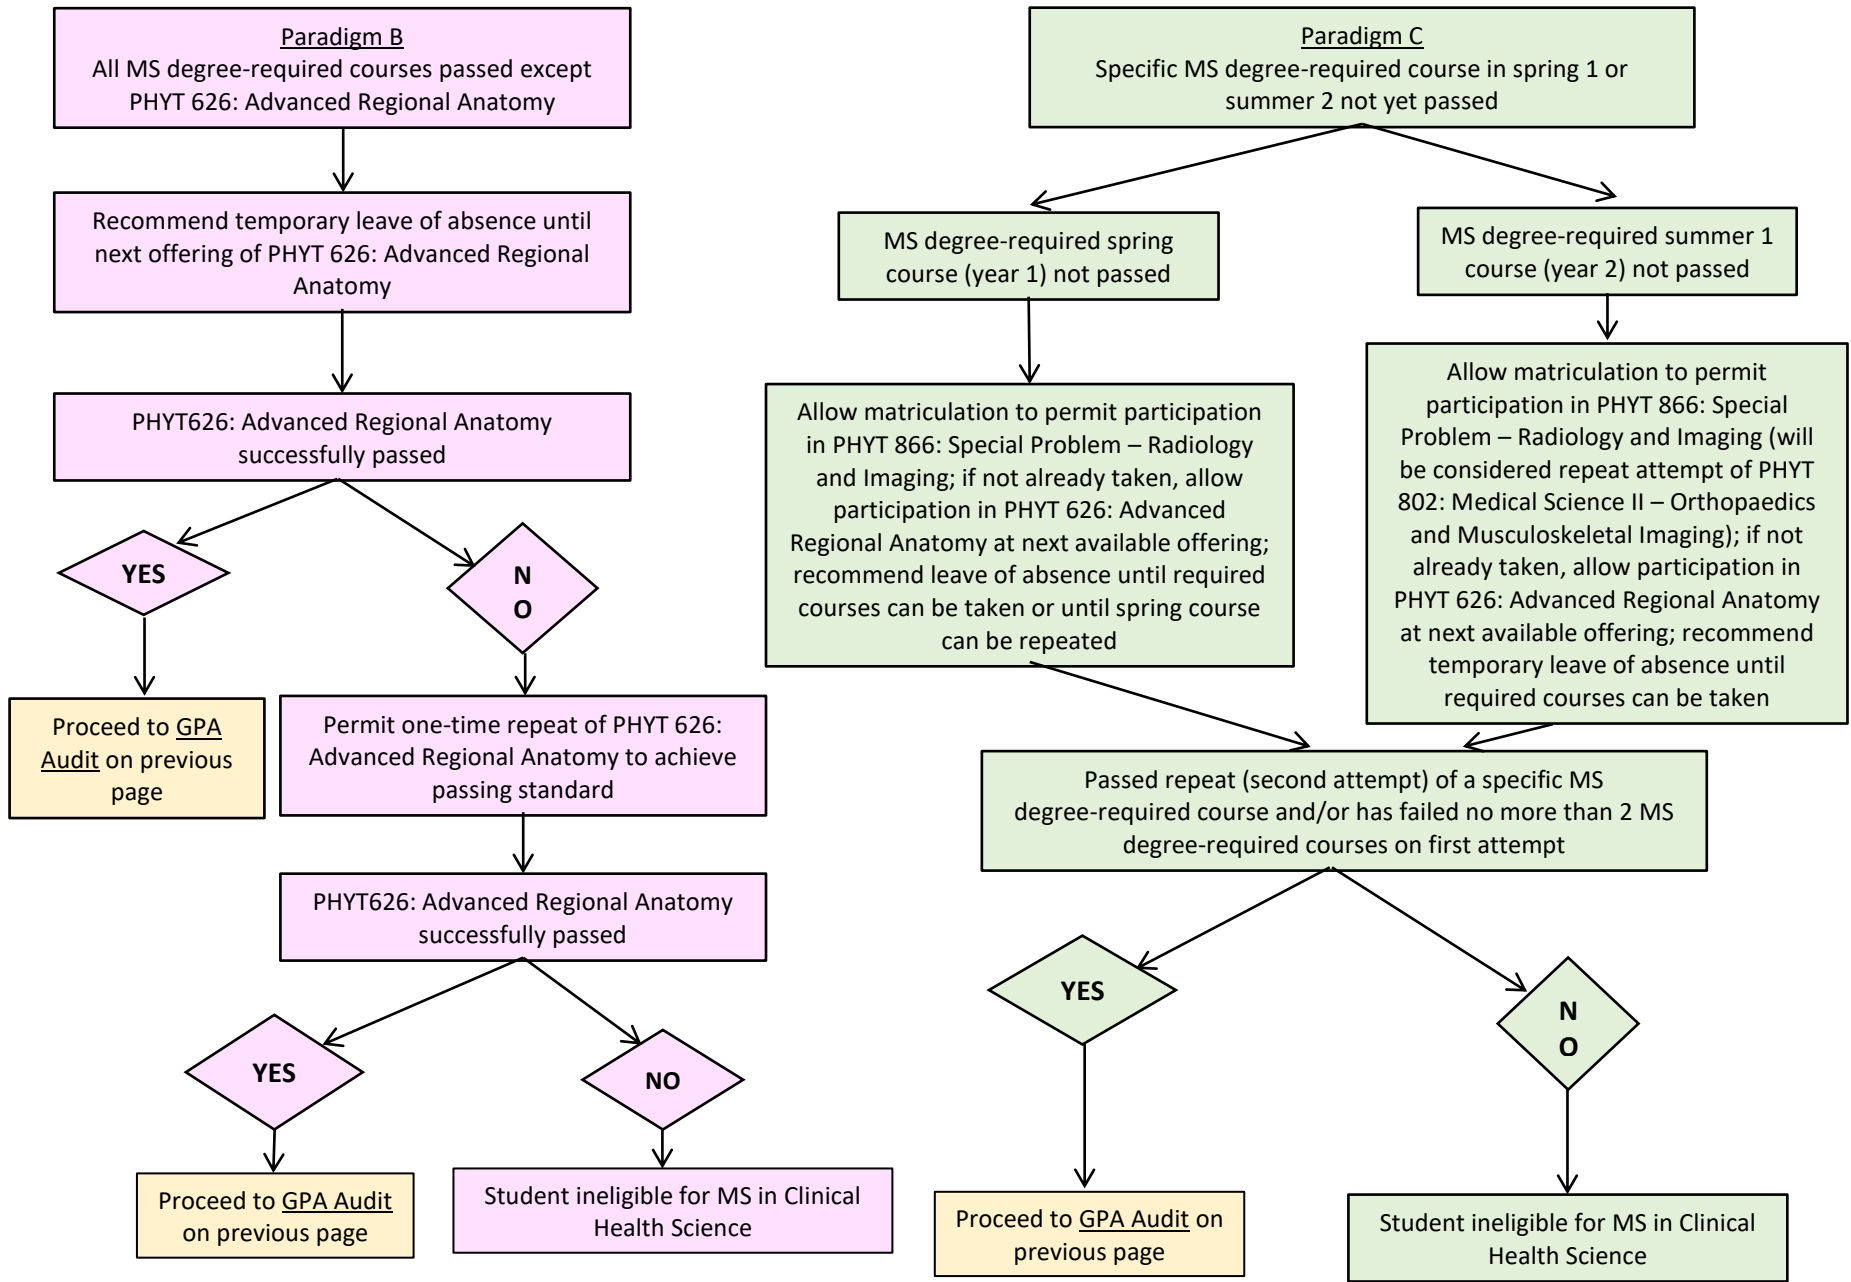 Paradigm B
All MS degree-required courses passed except
PHYT 626: Advanced Regional Anatomy
Recommend temporary leave of absence until
next offering of PHYT 626: Advanced Regional
Anatomy
PHYT626: Advanced Regional Anatomy
successfully passed
YES
N
O
Proceed to GPA
Audit on previous
page
Permit one-time repeat of PHYT 626:
Advanced Regional Anatomy to achieve
passing standard
PHYT626: Advanced Regional Anatomy
successfully passed
YES
NO
Proceed to GPA Audit
on previous page
Student ineligible for MS in Clinical
Health Science
Paradigm C
Specific MS degree-required course in spring 1 or
summer 2 not yet passed
MS degree-required spring
course (year 1) not passed
MS degree-required summer 1
course (year 2) not passed
Allow matriculation to permit participation
in PHYT 866: Special Problem – Radiology
and Imaging; if not already taken, allow
participation in PHYT 626: Advanced
Regional Anatomy at next available offering;
recommend leave of absence until required
courses can be taken or until spring course
can be repeated
Allow matriculation to permit
participation in PHYT 866: Special
Problem – Radiology and Imaging (will
be considered repeat attempt of PHYT
802: Medical Science II – Orthopaedics
and Musculoskeletal Imaging); if not
already taken, allow participation in
PHYT 626: Advanced Regional Anatomy
at next available offering; recommend
temporary leave of absence until
required courses can be taken
Passed repeat (second attempt) of a specific MS
degree-required course and/or has failed no more than 2 MS
degree-required courses on first attempt
YES
N
O
Proceed to GPA Audit on
previous page
Student ineligible for MS in Clinical
Health Science